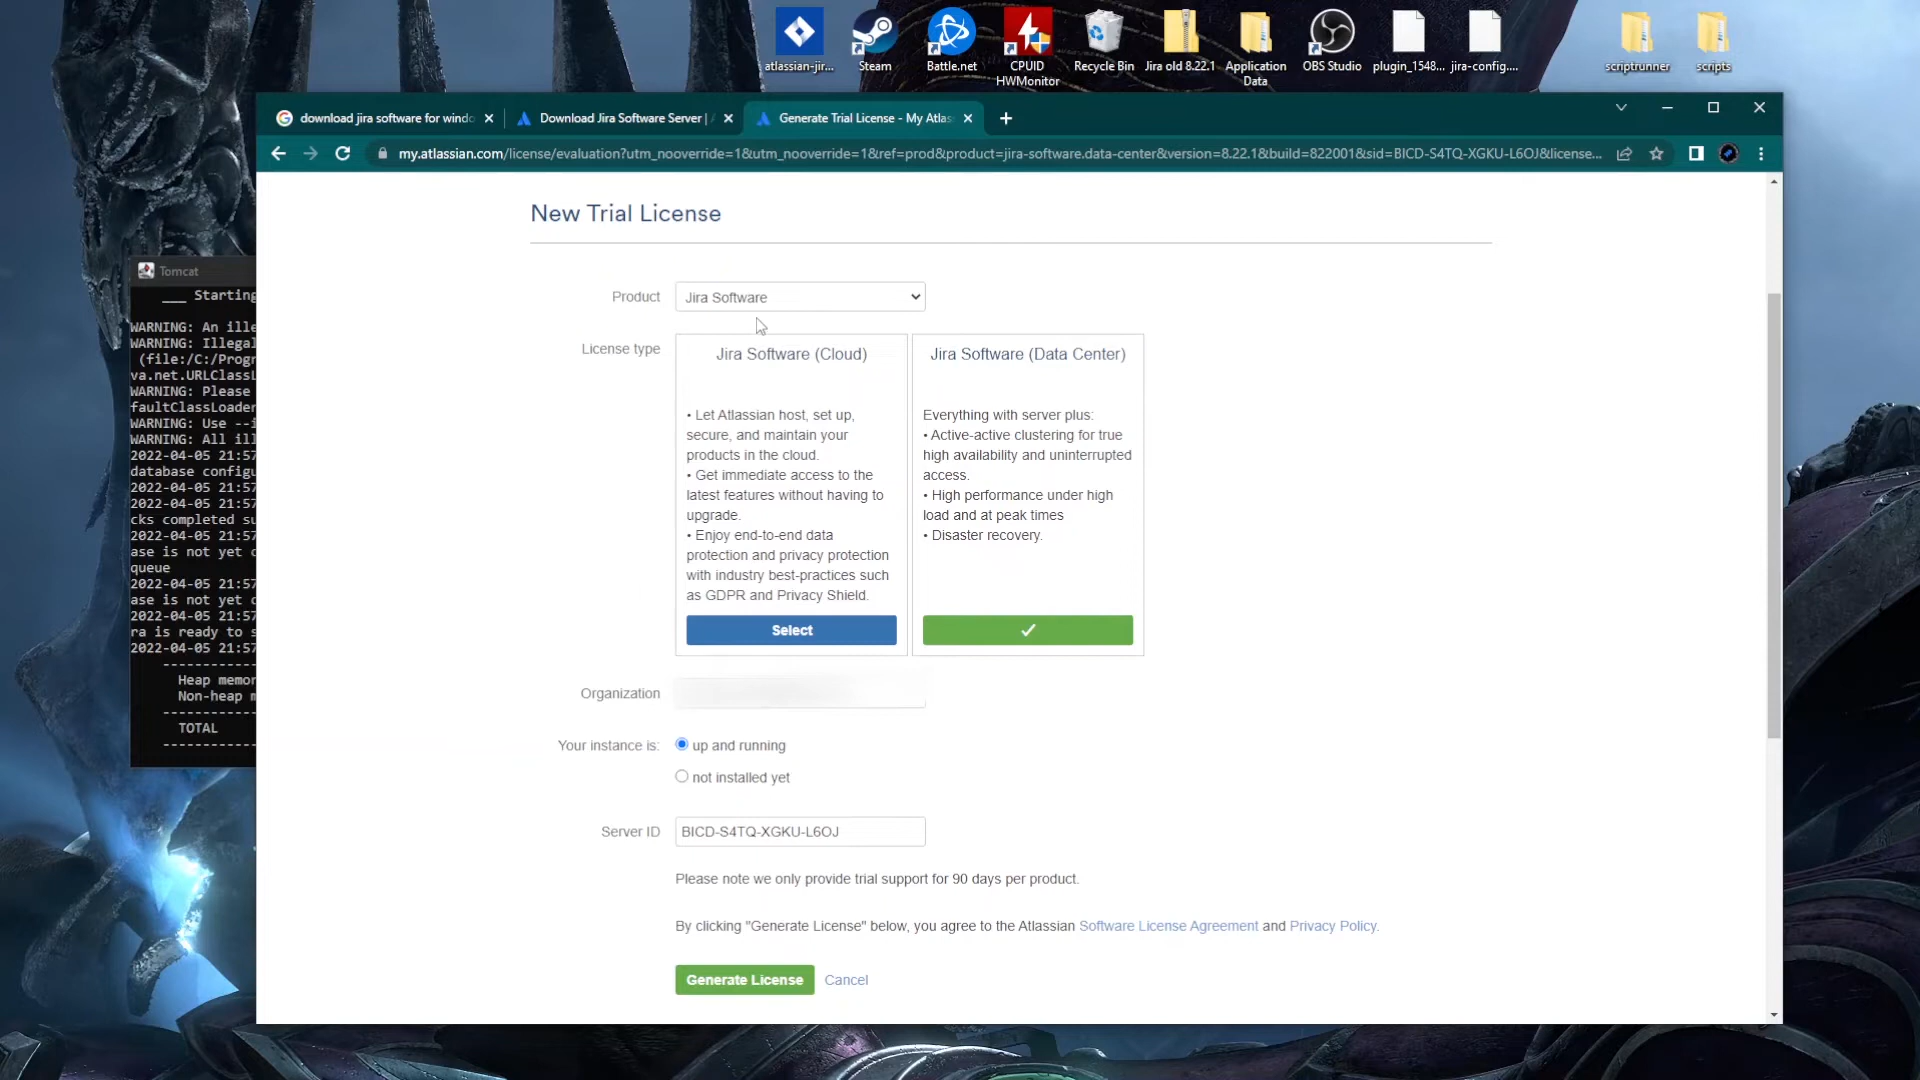 atlassian-jir...
Steam
Battle.net
CPUID
HWMonitor
Recycle Bin
Jira old 8.22.1
Application
Data
OBS Studio
plugin_1548...
jira-config....
scriptrunner
scripts
download jira software for windo
Download Jira Software Server |
Generate Trial License - My Atlas
my.atlassian.com/license/evaluation?utm_nooverride=1&utm_nooverride=1&ref=prod&product=jira-software.data-center&version=8.22.1&build=822001&sid=BICD-S4TQ-XGKU-L6OJ&license...
Tomcat
___ Starting
WARNING: An ille
WARNING: Illegal
(file:/C:/Progr
va.net.URLClassL
WARNING: Please
faultClassLoader
WARNING: Use --i
WARNING: All ill
2022-04-05 21:57
database configu
2022-04-05 21:57
2022-04-05 21:57
cks completed su
2022-04-05 21:57
ase is not yet c
queue
2022-04-05 21:57
ase is not yet c
2022-04-05 21:57
ra is ready to s
2022-04-05 21:57
Heap memor
Non-heap m
TOTAL
New Trial License
Product
Jira Software
License type
Jira Software (Cloud)
• Let Atlassian host, set up,
secure, and maintain your
products in the cloud.
• Get immediate access to the
latest features without having to
upgrade.
• Enjoy end-to-end data
protection and privacy protection
with industry best-practices such
as GDPR and Privacy Shield.
Select
Jira Software (Data Center)
Everything with server plus:
• Active-active clustering for true
high availability and uninterrupted
access.
• High performance under high
load and at peak times
• Disaster recovery.
Organization
Your instance is:
up and running
not installed yet
Server ID
BICD-S4TQ-XGKU-L6OJ
Please note we only provide trial support for 90 days per product.
By clicking "Generate License" below, you agree to the Atlassian Software License Agreement and Privacy Policy.
Generate License
Cancel